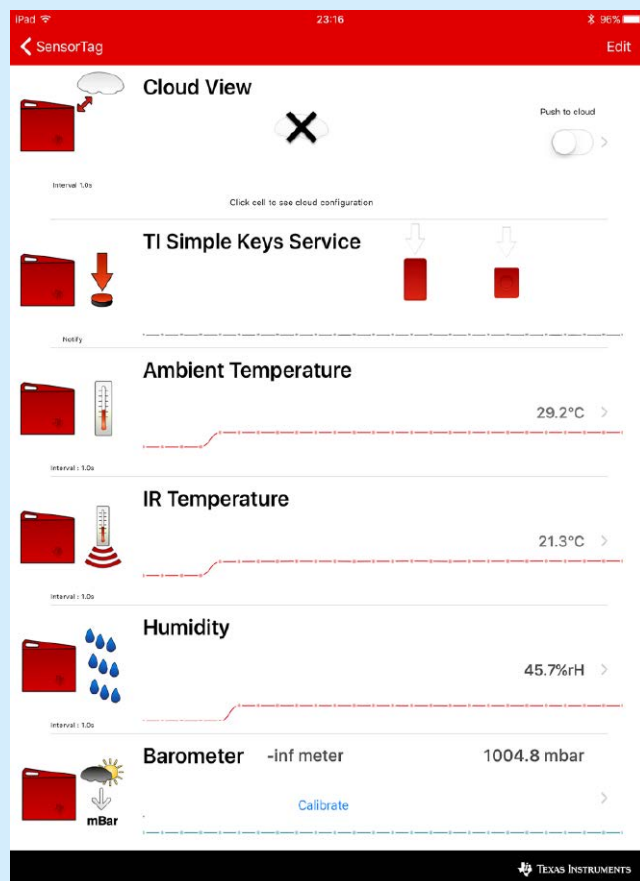 iPad 23:16 96%
SensorTag Edit
Cloud View
Push to cloud
Interval 1.0s
Click cell to see cloud configuration
TI Simple Keys Service
Notify
Ambient Temperature
29.2°C
Interval : 1.0s
IR Temperature
21.3°C
Interval : 1.0s
Humidity
45.7%rH
Interval : 1.0s
Barometer -inf meter 1004.8 mbar
Calibrate
mBar
TEXAS INSTRUMENTS